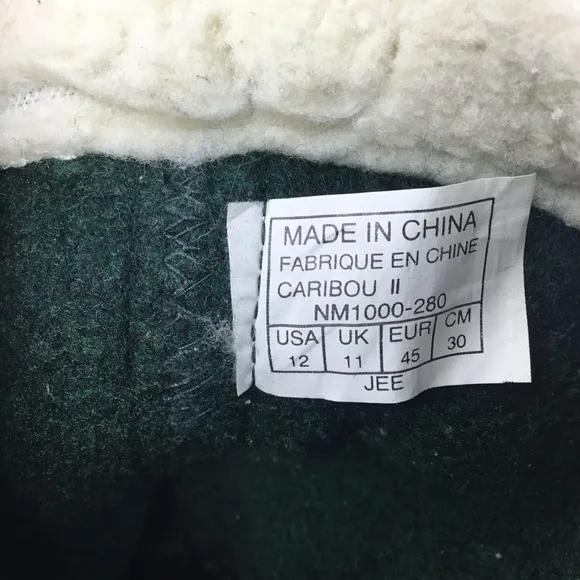 MADE IN CHINA
FABRIQUE EN CHINE
CARIBOU II
NM1000-280
USA UK EUR CM
12 11 45 30
JEE